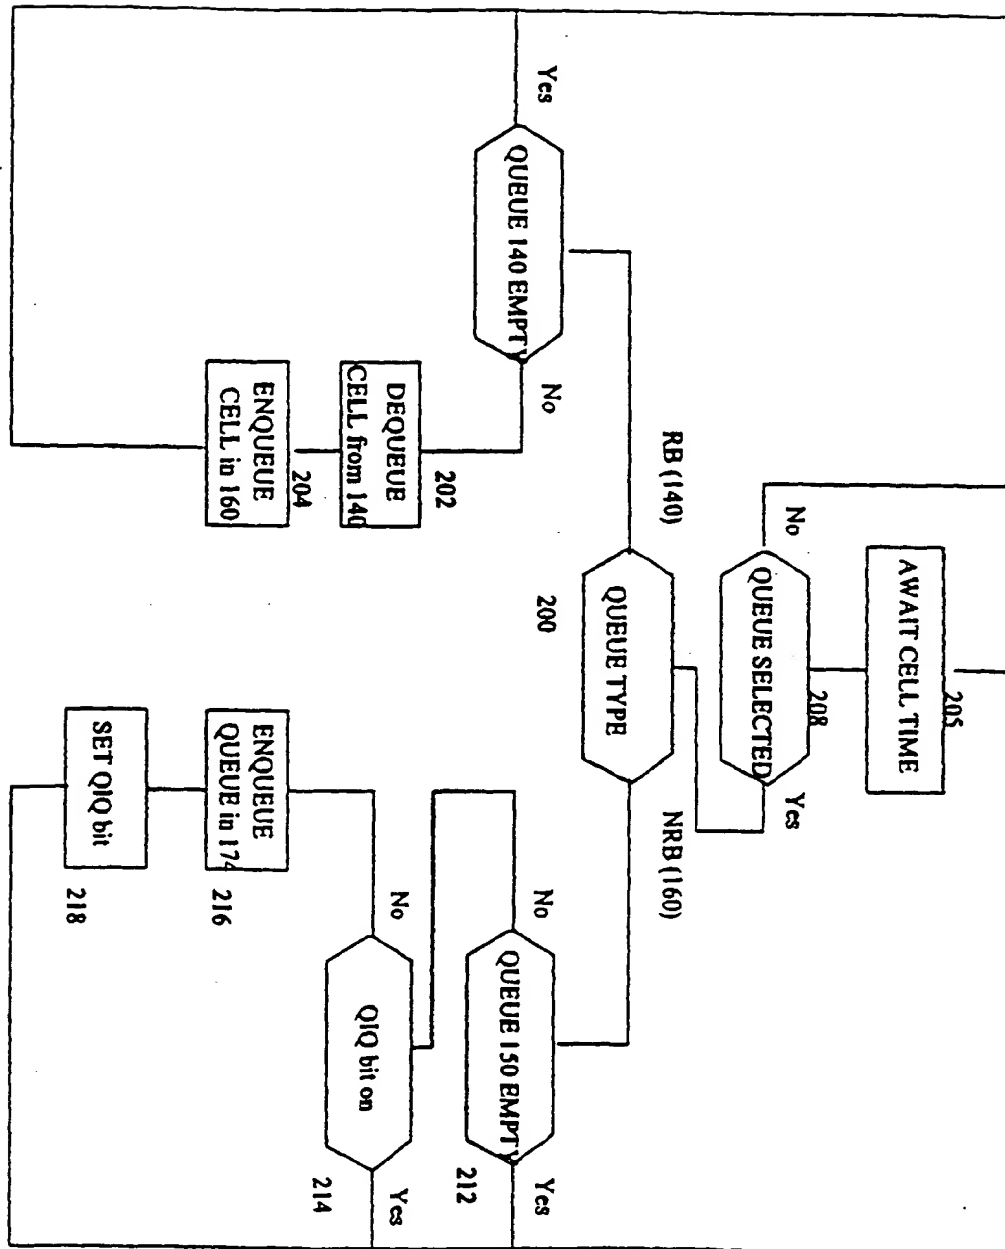 205
AWAIT CELL TIME
208
QUEUE SELECTED
No
Yes
RB (140)
NRB (160)
QUEUE TYPE
200
QUEUE 140 EMPTY
Yes
No
QUEUE 150 EMPTY
No
Yes
212
202
DEQUEUE
CELL from 140
QIQ bit on
No
Yes
214
204
ENQUEUE
CELL in 160
ENQUEUE
QUEUE in 174
216
SET QIQ bit
218